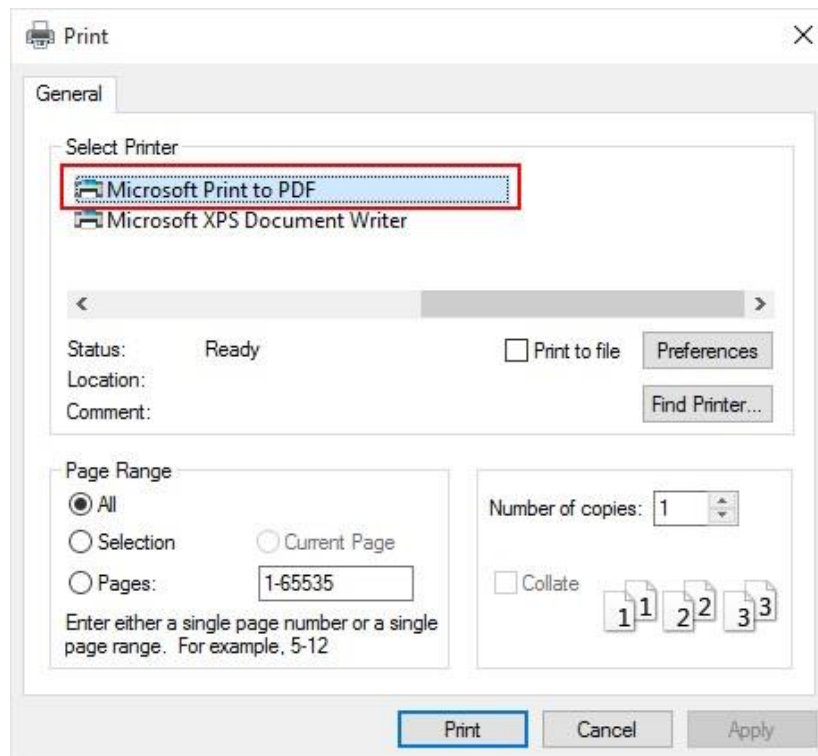 Print
General
Select Printer
Microsoft Print to PDF
Microsoft XPS Document Writer
Status: Ready
Print to file
Preferences
Location:
Comment:
Find Printer...
Page Range
All
Selection
Current Page
Pages: 1-65535
Enter either a single page number or a single
page range. For example, 5-12
Number of copies: 1
Collate
1 1 2 2 3 3
Print
Cancel
Apply